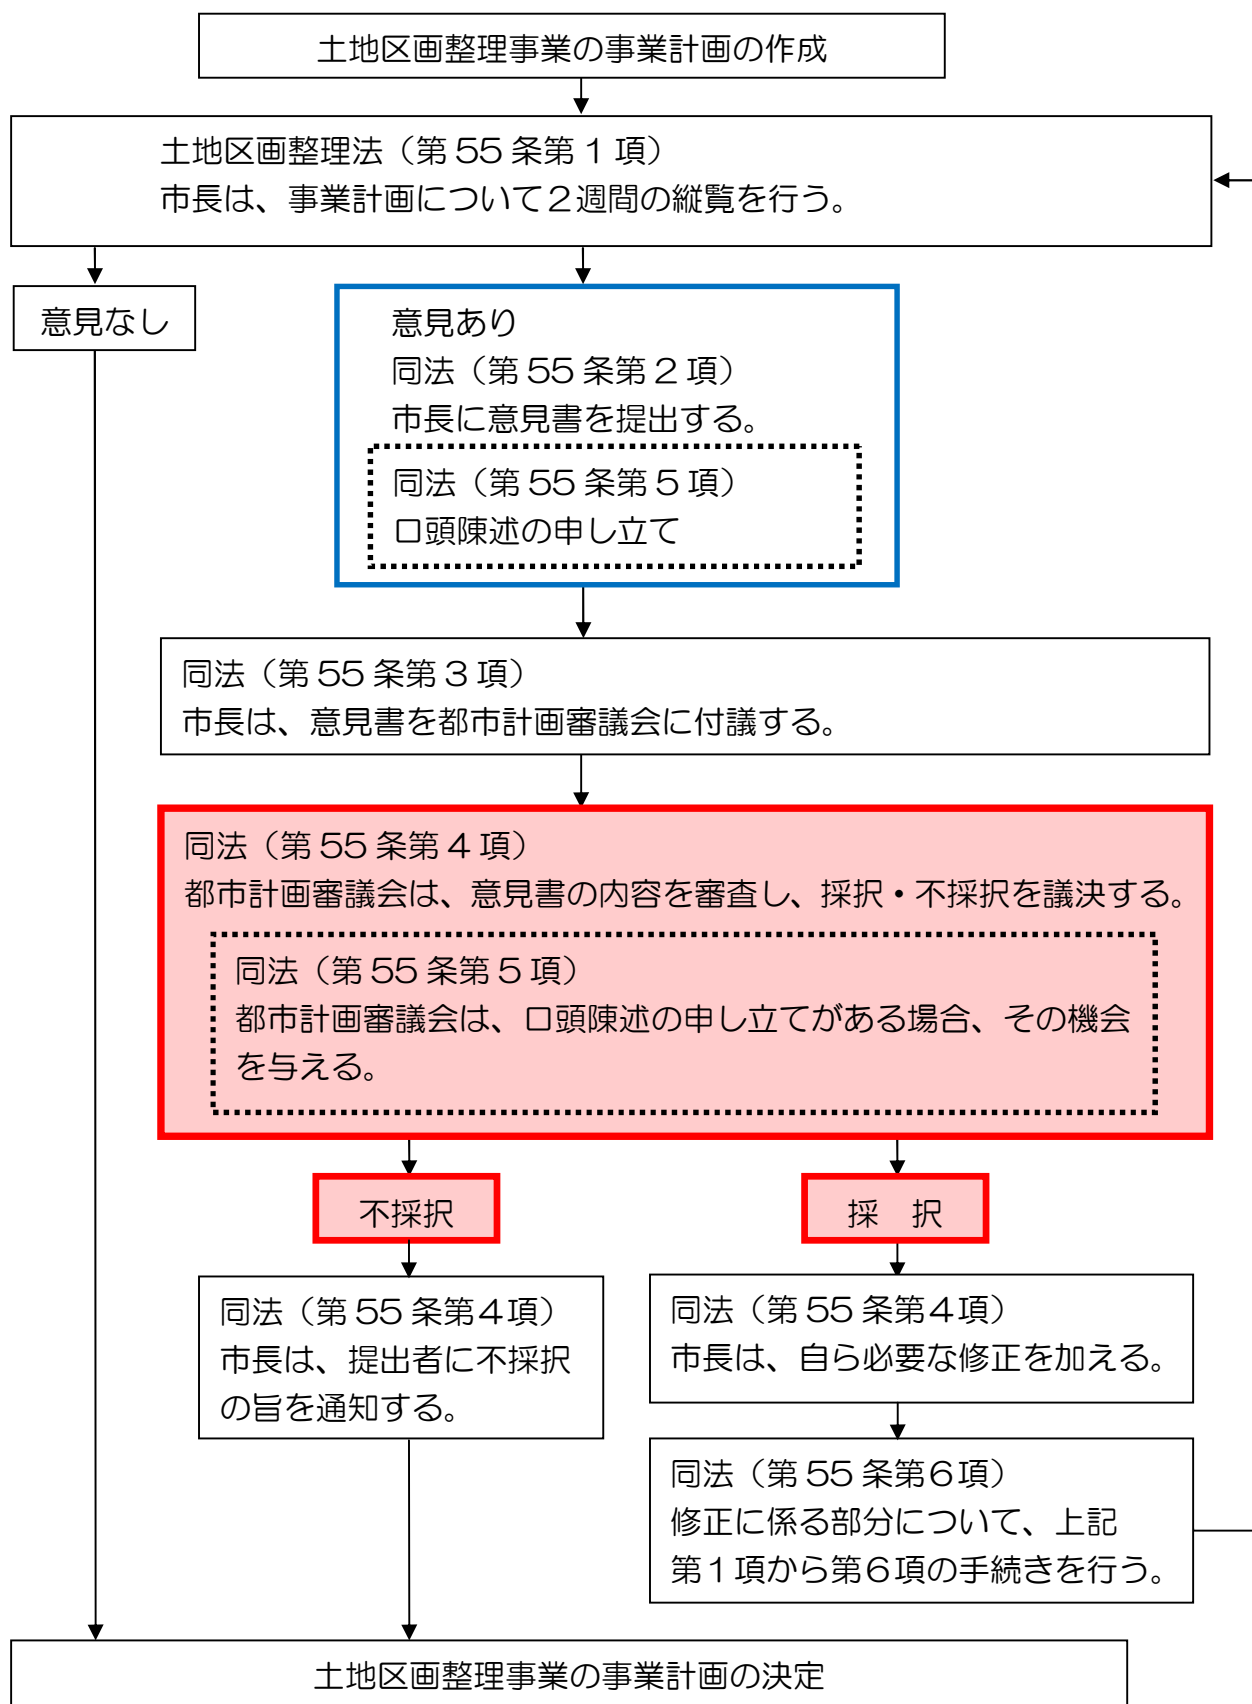 土地区画整理事業の事業計画の作成
土地区画整理法（第55条第1項）
市長は、事業計画について2週間の縦覧を行う。
意見なし
意見あり
同法（第55条第2項）
市長に意見書を提出する。
同法（第55条第5項）
口頭陳述の申し立て
同法（第55条第3項）
市長は、意見書を都市計画審議会に付議する。
同法（第55条第4項）
都市計画審議会は、意見書の内容を審査し、採択・不採択を議決する。
同法（第55条第5項）
都市計画審議会は、口頭陳述の申し立てがある場合、その機会
を与える。
不採択
採　択
同法（第55条第4項）
市長は、提出者に不採択
の旨を通知する。
同法（第55条第4項）
市長は、自ら必要な修正を加える。
同法（第55条第6項）
修正に係る部分について、上記
第1項から第6項の手続きを行う。
土地区画整理事業の事業計画の決定